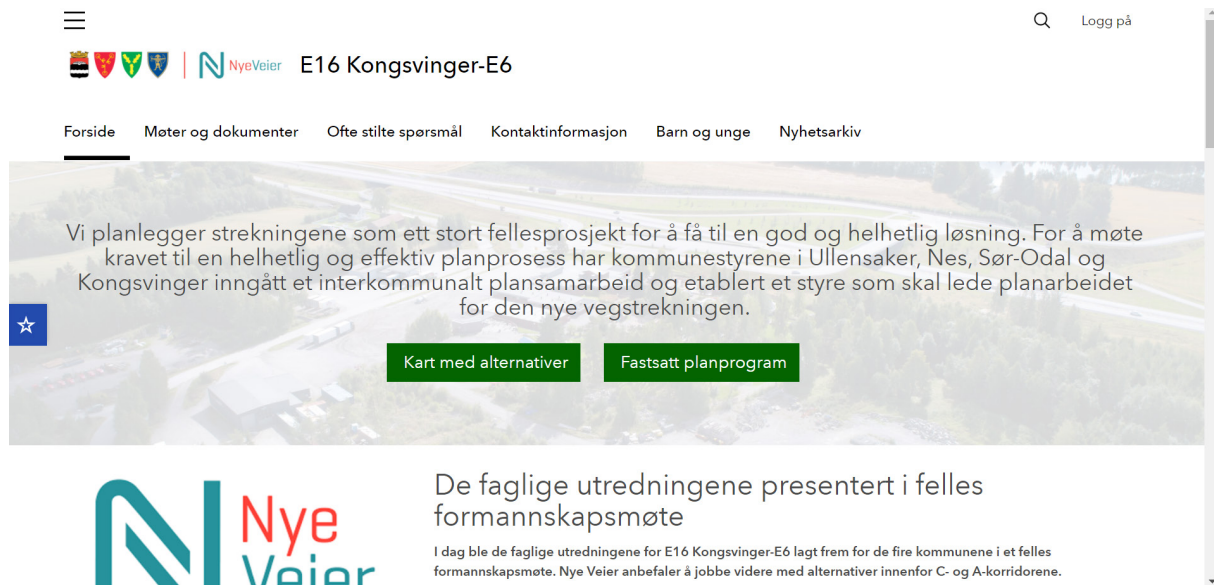 Logg på
NyeVeier E16 Kongsvinger-E6
Forside Møter og dokumenter Ofte stilte spørsmål Kontaktinformasjon Barn og unge Nyhetsarkiv
Vi planlegger strekningene som ett stort fellesprosjekt for å få til en god og helhetlig løsning. For å møte
kravet til en helhetlig og effektiv planprosess har kommunestyrene i Ullensaker, Nes, Sør-Odal og
Kongsvinger inngått et interkommunalt plansamarbeid og etablert et styre som skal lede planarbeidet
for den nye vegstrekningen.
Kart med alternativer Fastsatt planprogram
Nye
Veier
De faglige utredningene presentert i felles
formannskapsmøte
I dag ble de faglige utredningene for E16 Kongsvinger-E6 lagt frem for de fire kommunene i et felles
formannskapsmøte. Nye Veier anbefaler å jobbe videre med alternativer innenfor C- og A-korridorene.